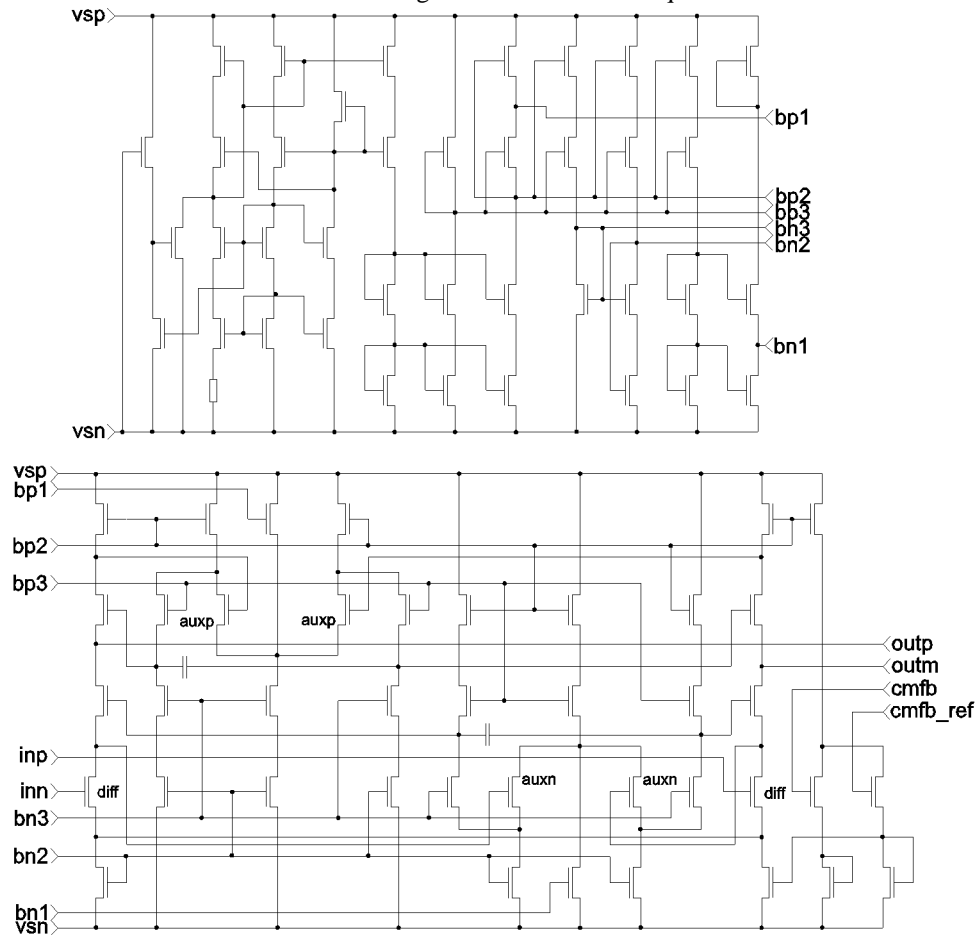 vsp
bp1
bp2
bp3
bn3
bn2
bn1
vsn
vsp
bp1
bp2
bp3
auxp
auxp
outp
outm
cmfb
cmfb_ref
inp
inn
diff
auxn
auxn
diff
bn3
bn2
bn1
vsn